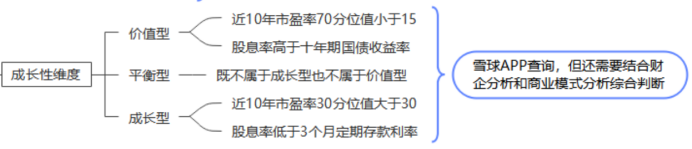 成长性维度
价值型
近10年市盈率70分位值小于15
股息率高于十年期国债收益率
平衡型
既不属于成长型也不属于价值型
成长型
近10年市盈率30分位值大于30
股息率低于3个月定期存款利率
雪球APP查询，但还需要结合财
企分析和商业模式分析综合判断